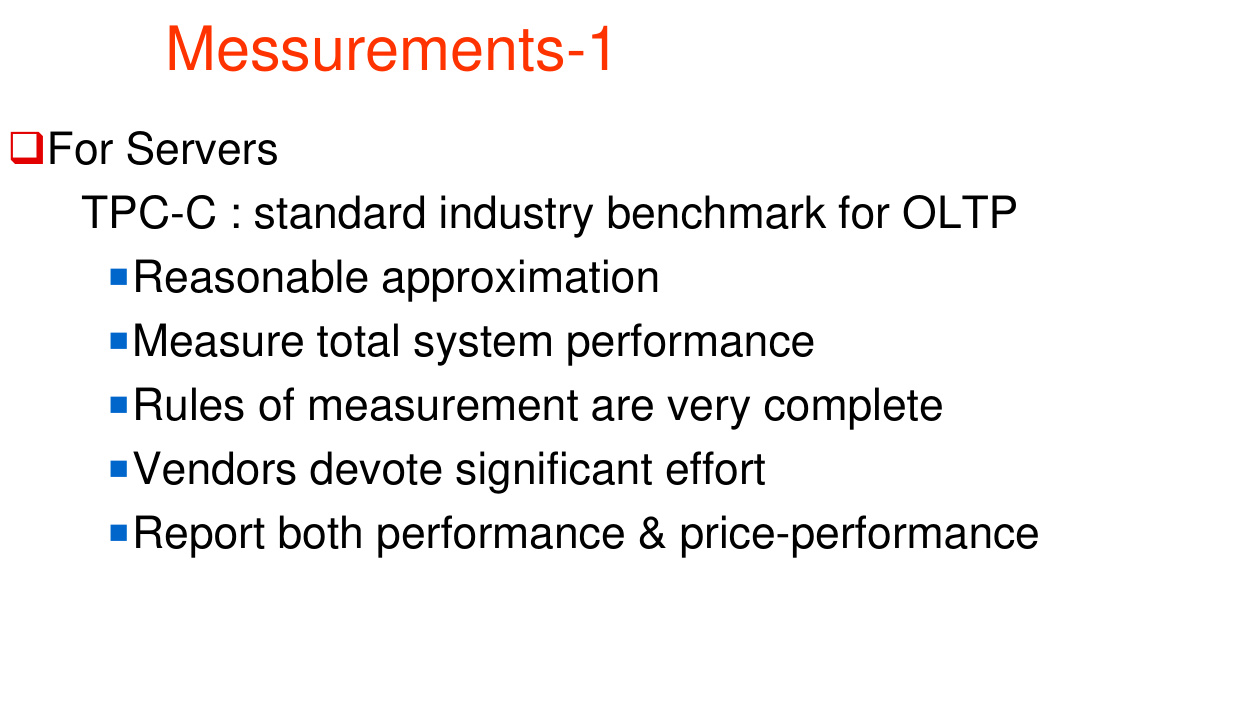 Messurements-1
For Servers
TPC-C : standard industry benchmark for OLTP
Reasonable approximation
Measure total system performance
Rules of measurement are very complete
Vendors devote significant effort
Report both performance & price-performance